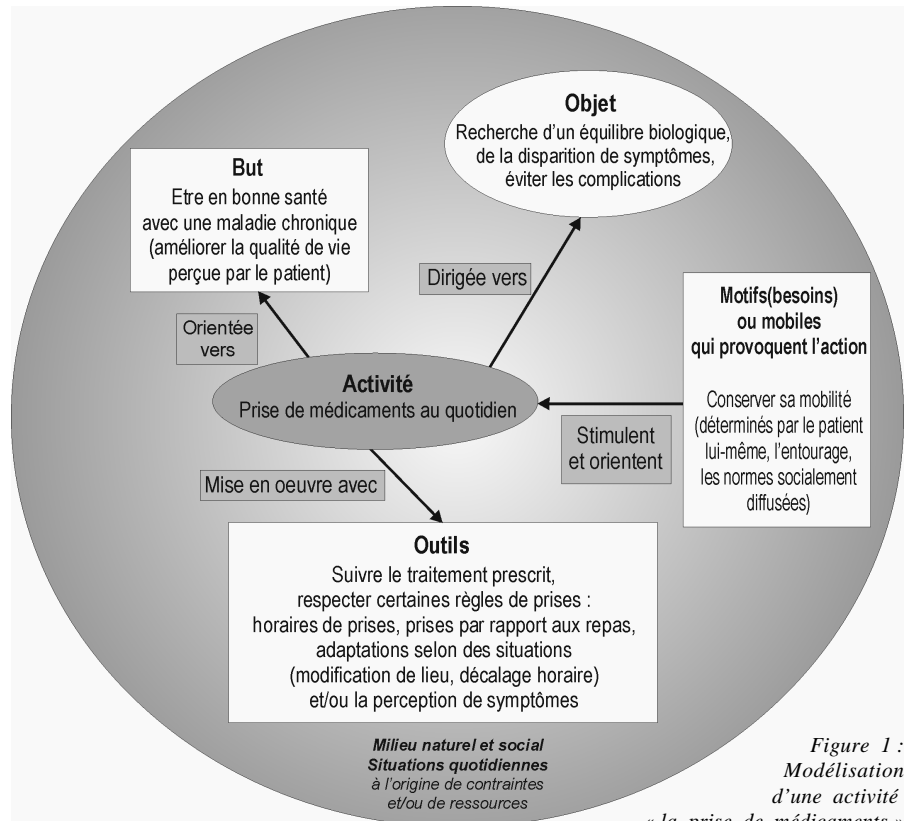 Objet
Recherche d'un équilibre biologique,
de la disparition de symptômes,
éviter les complications
But
Etre en bonne santé
avec une maladie chronique
(améliorer la qualité de vie
perçue par le patient)
Dirigée vers
Orientée
vers
Motifs(besoins)
ou mobiles
qui provoquent l'action
Conserver sa mobilité
(déterminés par le patient
lui-même, l'entourage,
les normes socialement
diffusées)
Activité
Prise de médicaments au quotidien
Stimulent
et orientent
Mise en oeuvre avec
Outils
Suivre le traitement prescrit,
respecter certaines règles de prises :
horaires de prises, prises par rapport aux repas,
adaptations selon des situations
(modification de lieu, décalage horaire)
et/ou la perception de symptômes
Milieu naturel et social
Situations quotidiennes
à l'origine de contraintes
et/ou de ressources
Figure 1 :
Modélisation
d'une activité
« la prise de médicaments »